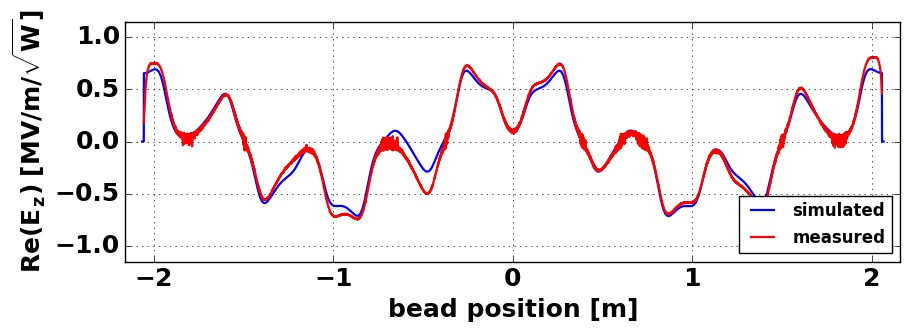 Re(E_z) [MV/m/√W]
1.0
0.5
0.0
−0.5
−1.0
−2
−1
0
1
2
bead position [m]
simulated
measured